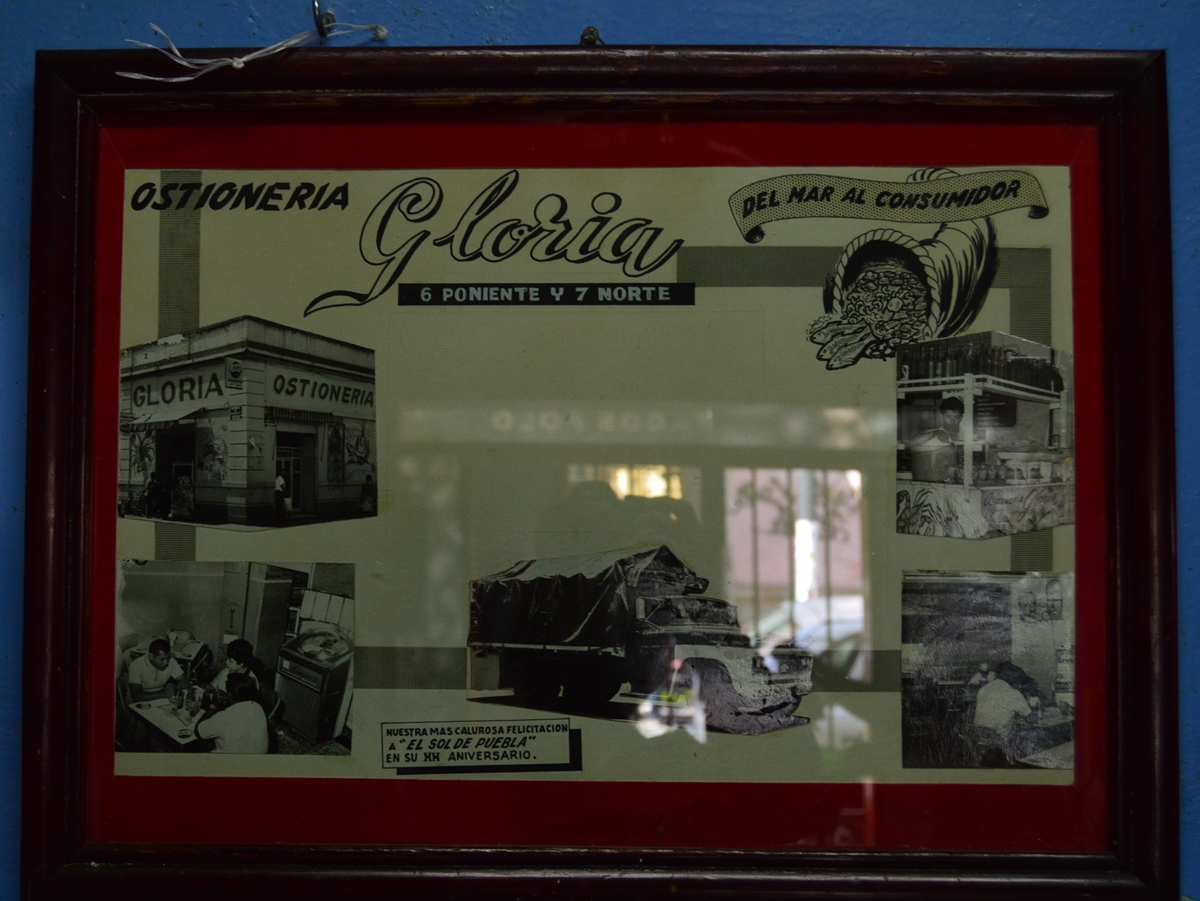 OSTIONERIA
Gloria
6 PONIENTE Y 7 NORTE
DEL MAR AL CONSUMIDOR
GLORIA
OSTIONERIA
NUESTRA MAS CALUROSA FELICITACION
A "EL SOL DE PUEBLA"
EN SU XX ANIVERSARIO.